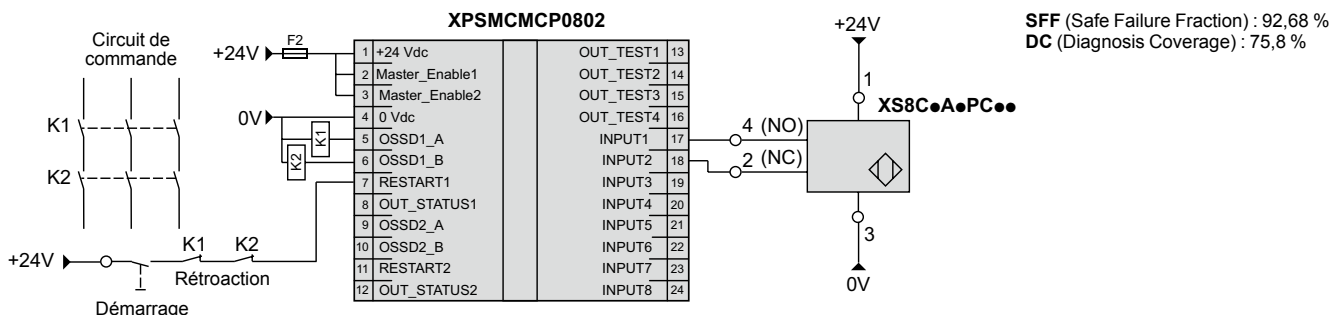 XPSMCMCP0802
SFF (Safe Failure Fraction) : 92,68 %
DC (Diagnosis Coverage) : 75,8 %
Circuit de
commande
K1
K2
+24V
F2
0V
K1
K2
1 +24 Vdc
2 Master_Enable1
3 Master_Enable2
4 0 Vdc
5 OSSD1_A
6 OSSD1_B
7 RESTART1
8 OUT_STATUS1
9 OSSD2_A
10 OSSD2_B
11 RESTART2
12 OUT_STATUS2
OUT_TEST1 13
OUT_TEST2 14
OUT_TEST3 15
OUT_TEST4 16
INPUT1 17
INPUT2 18
INPUT3 19
INPUT4 20
INPUT5 21
INPUT6 22
INPUT7 23
INPUT8 24
+24V
1
XS8C●A●PC●●
4 (NO)
2 (NC)
3
0V
+24V
K1 K2
Rétroaction
Démarrage